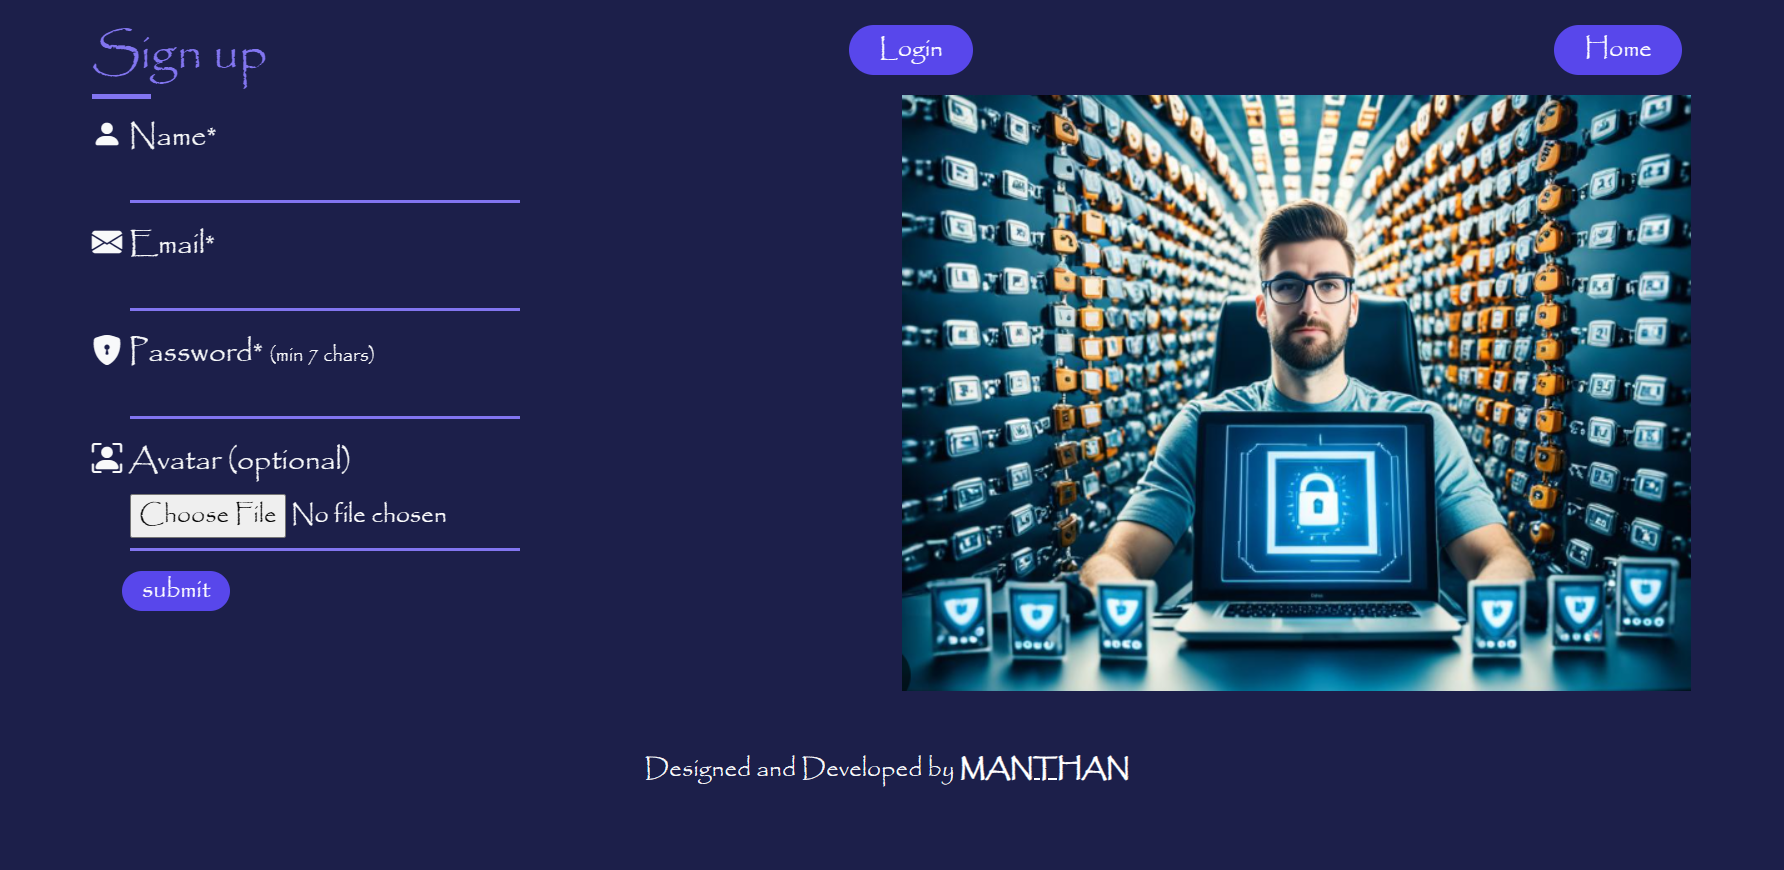 Sign up
Login
Home
Name*
Email*
Password* (min 7 chars)
Avatar (optional)
Choose File No file chosen
submit
Designed and Developed by MANTHAN